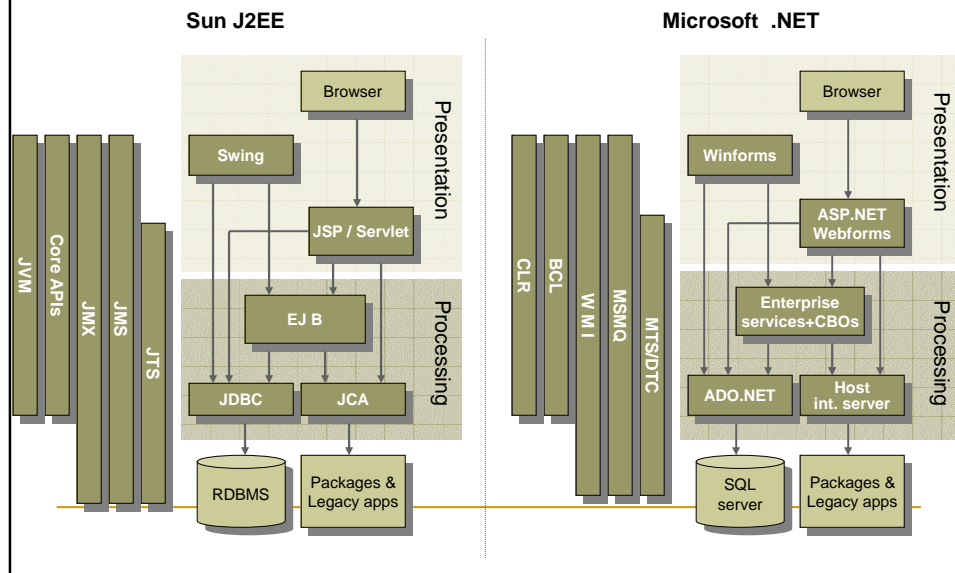 Sun J2EE
Browser
Presentation
Swing
JSP / Servlet
JVM
Core APIs
JMX
JMS
JTS
EJ B
Processing
JDBC
JCA
RDBMS
Packages &
Legacy apps
Microsoft .NET
Browser
Presentation
Winforms
ASP.NET
Webforms
CLR
BCL
W M I
MSMQ
MTS/DTC
Enterprise
services+CBOs
Processing
ADO.NET
Host
int. server
SQL
server
Packages &
Legacy apps